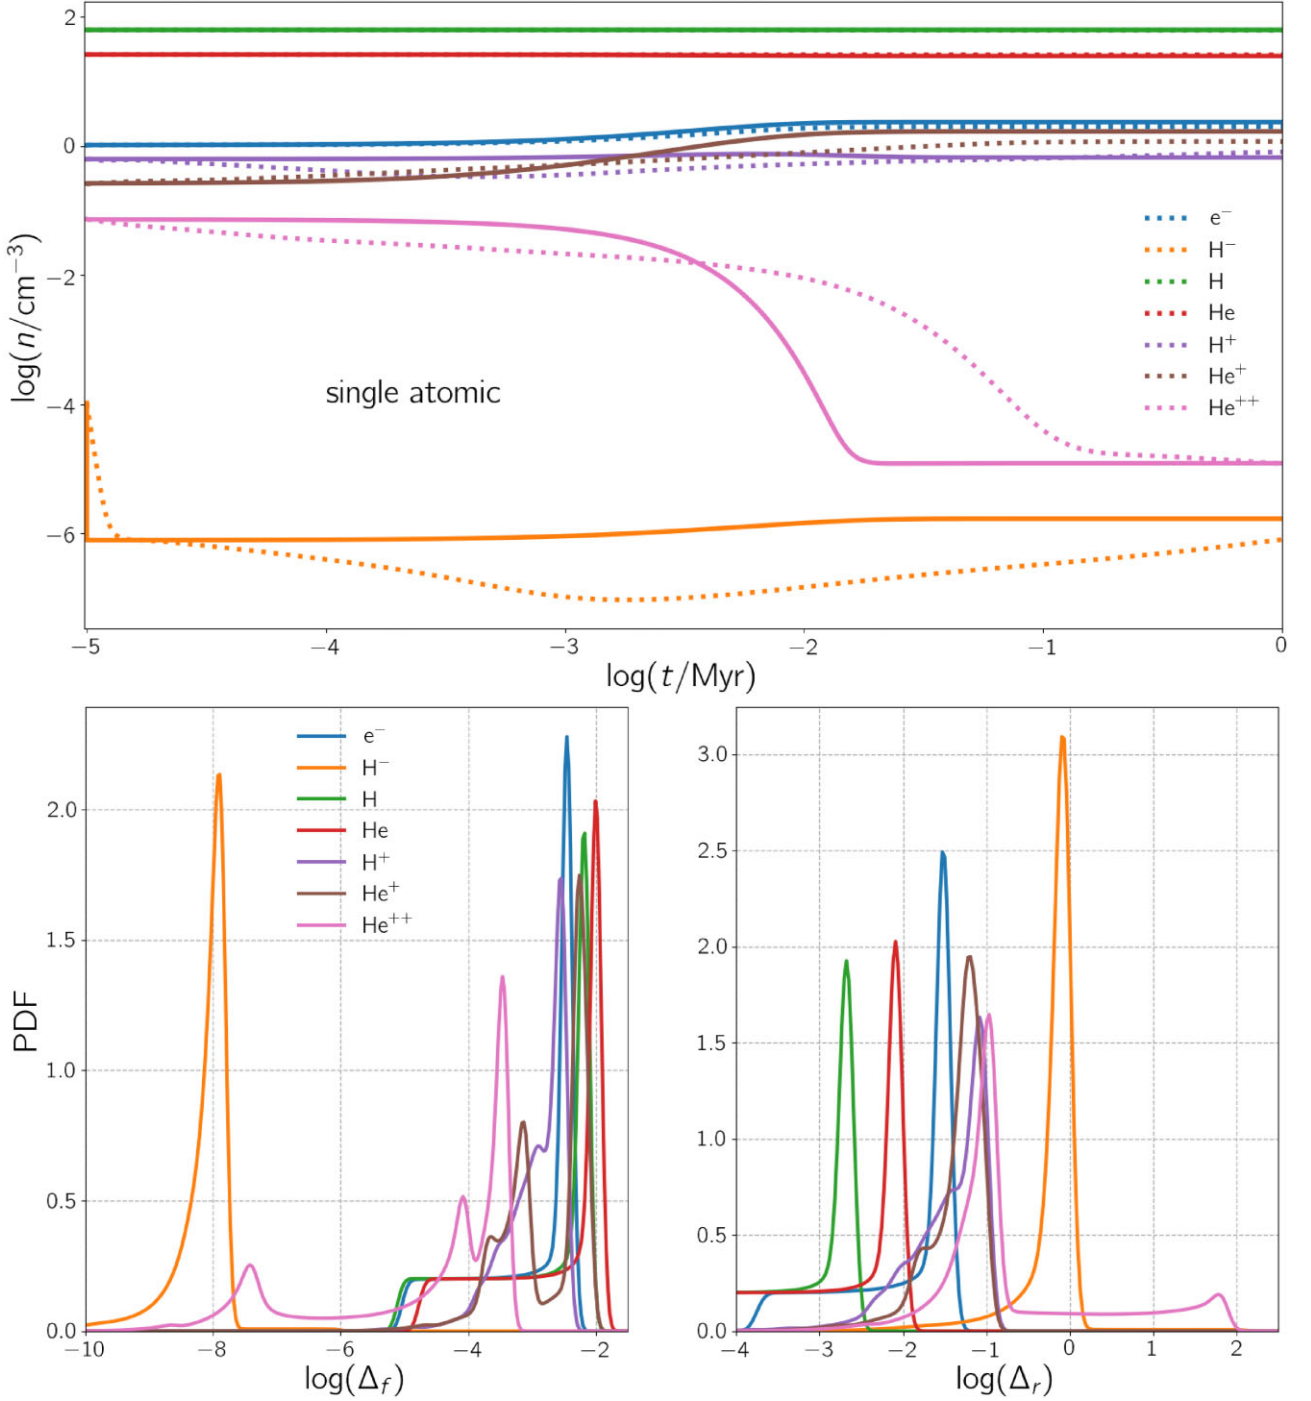 2
0
−2
−4
−6
log(n/cm⁻³)
single atomic
e⁻
H⁻
H
He
H⁺
He⁺
He⁺⁺
−5 −4 −3 −2 −1 0
log(t/Myr)
2.0
1.5
1.0
0.5
0.0
PDF
e⁻
H⁻
H
He
H⁺
He⁺
He⁺⁺
−10 −8 −6 −4 −2
log(Δ_f)
3.0
2.5
2.0
1.5
1.0
0.5
0.0
−4 −3 −2 −1 0 1 2
log(Δ_r)